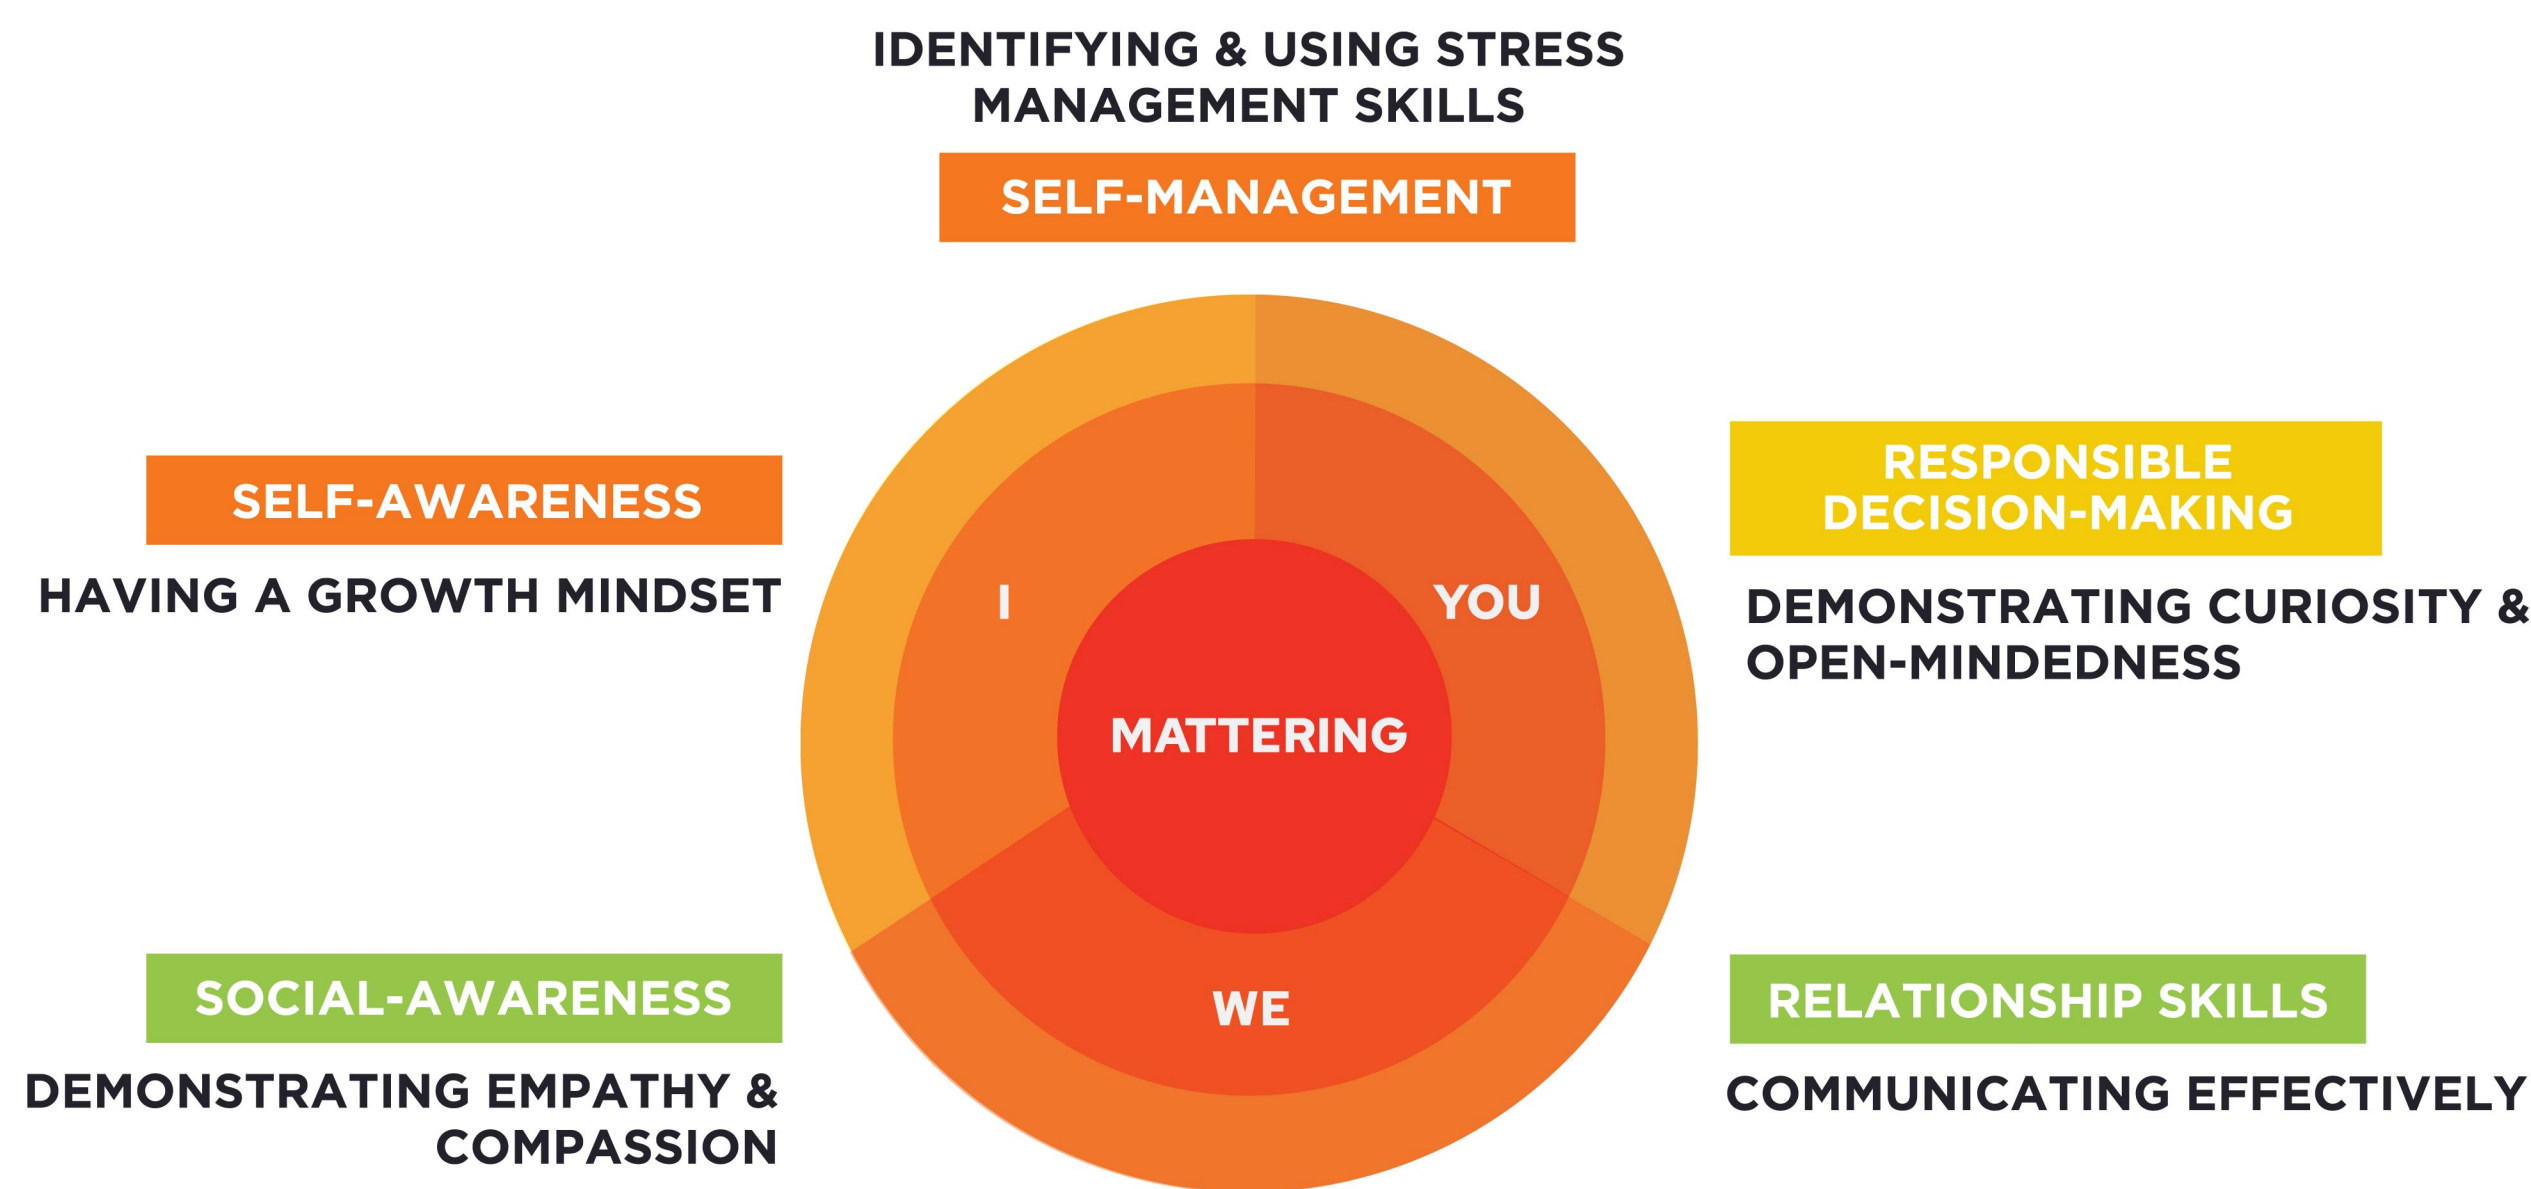 IDENTIFYING & USING STRESS
MANAGEMENT SKILLS
SELF-MANAGEMENT
SELF-AWARENESS
HAVING A GROWTH MINDSET
RESPONSIBLE
DECISION-MAKING
DEMONSTRATING CURIOSITY &
OPEN-MINDEDNESS
I
YOU
MATTERING
WE
SOCIAL-AWARENESS
DEMONSTRATING EMPATHY &
COMPASSION
RELATIONSHIP SKILLS
COMMUNICATING EFFECTIVELY